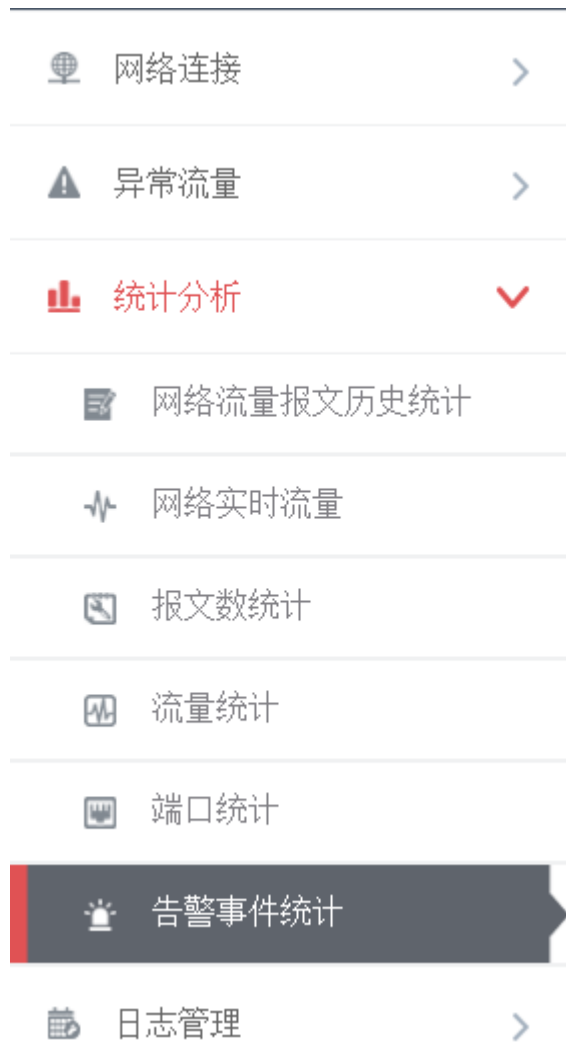 网络连接
异常流量
统计分析
网络流量报文历史统计
网络实时流量
报文数统计
流量统计
端口统计
告警事件统计
日志管理